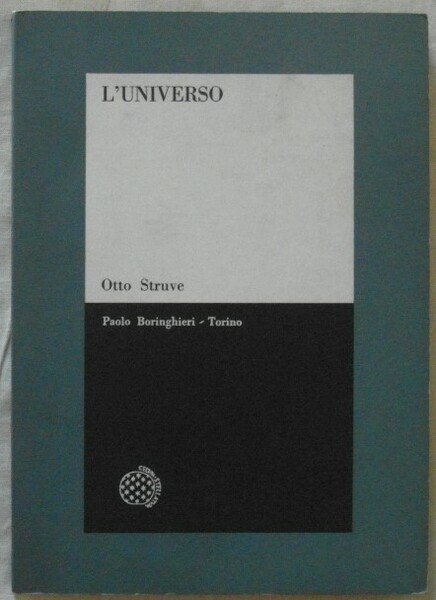 L'UNIVERSO
Otto Struve
Paolo Boringhieri - Torino